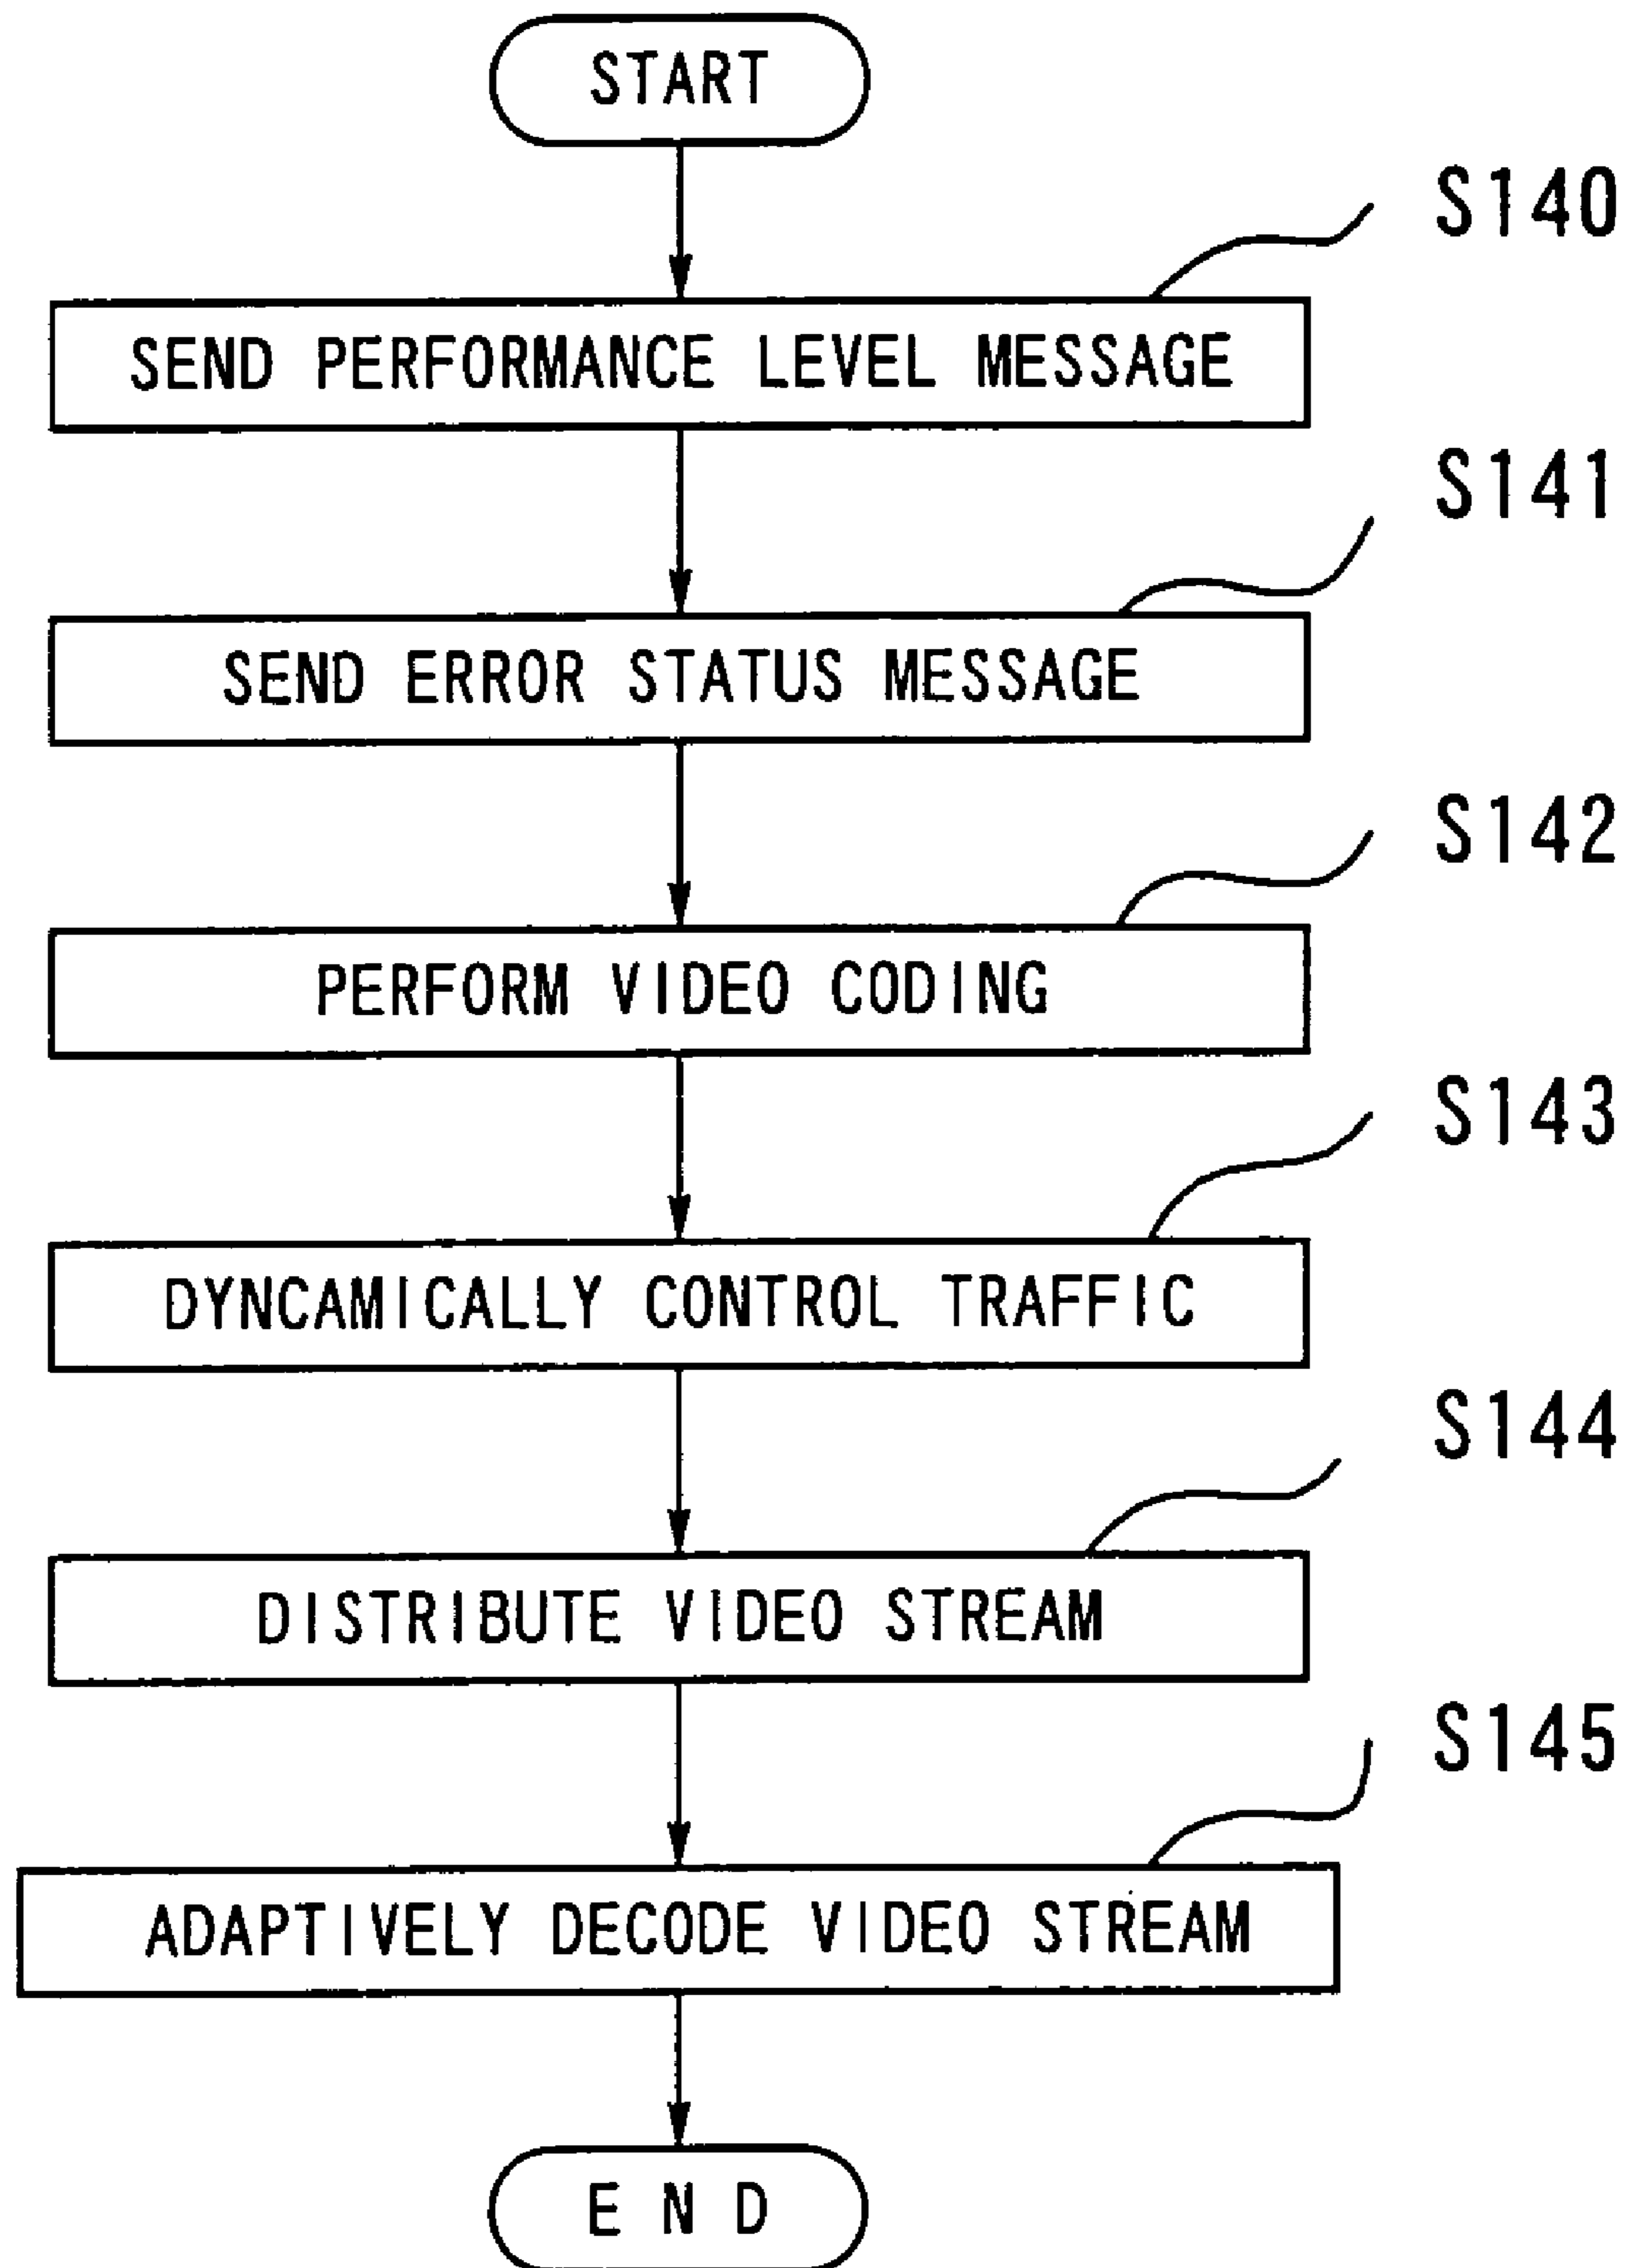 START
S140
SEND PERFORMANCE LEVEL MESSAGE
S141
SEND ERROR STATUS MESSAGE
S142
PERFORM VIDEO CODING
S143
DYNCAMICALLY CONTROL TRAFFIC
S144
DISTRIBUTE VIDEO STREAM
S145
ADAPTIVELY DECODE VIDEO STREAM
END